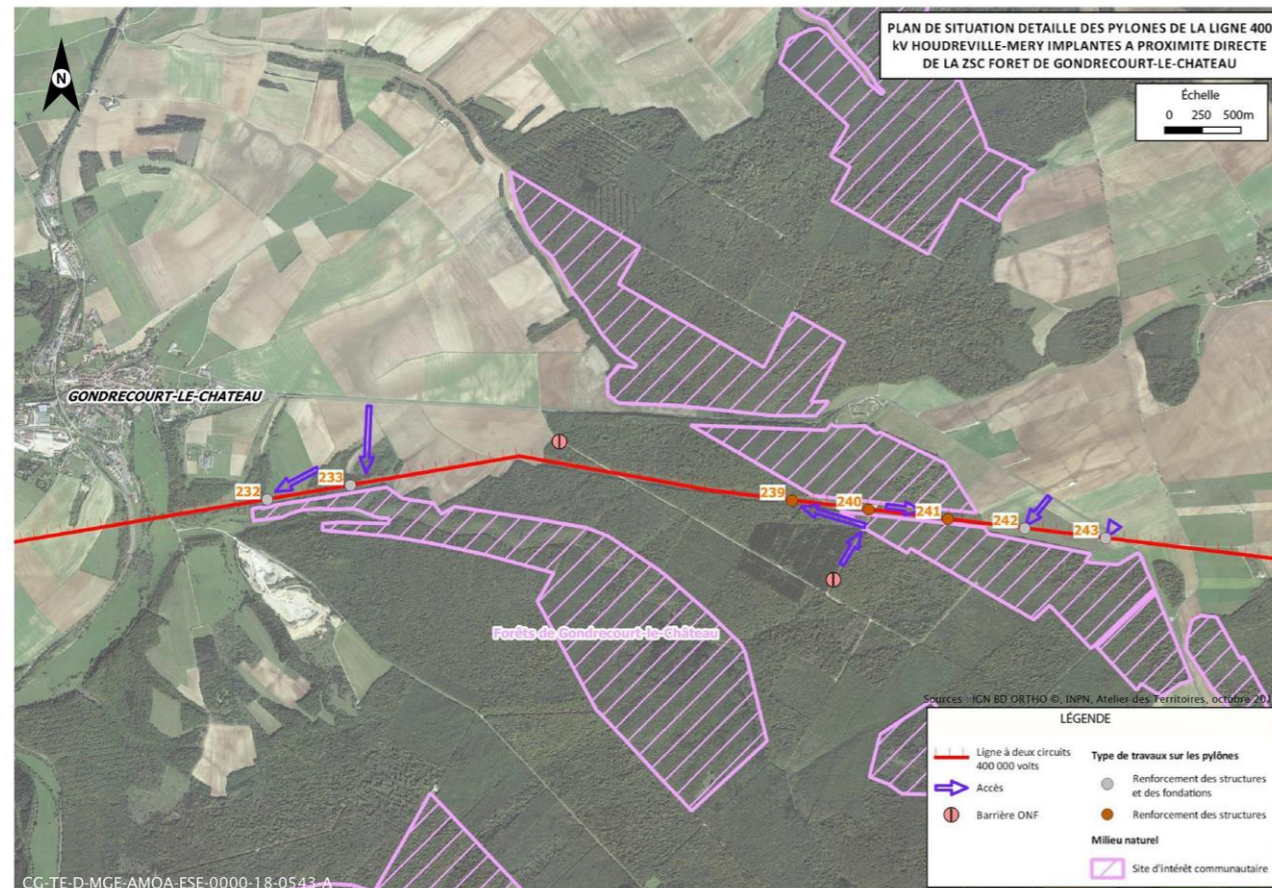 PLAN DE SITUATION DETAILLE DES PYLONES DE LA LIGNE 400
kV HOUDREVILLE-MERY IMPLANTES A PROXIMITE DIRECTE
DE LA ZSC FORET DE GONDRECOURT-LE-CHATEAU
N
Échelle
0 250 500m
GONDRECOURT-LE-CHATEAU
232
233
239
240
241
242
243
Forêts de Gondrecourt-le-Château
Sources : IGN BD ORTHO ©, INPN, Atelier des Territoires, octobre 201
LÉGENDE
Ligne à deux circuits
400 000 volts
Accès
Barrière ONF
Type de travaux sur les pylônes
Renforcement des structures
et des fondations
Renforcement des structures
Milieu naturel
Site d'intérêt communautaire
CG-TE-D-MGE-AMOA-ESE-0000-18-0543-A